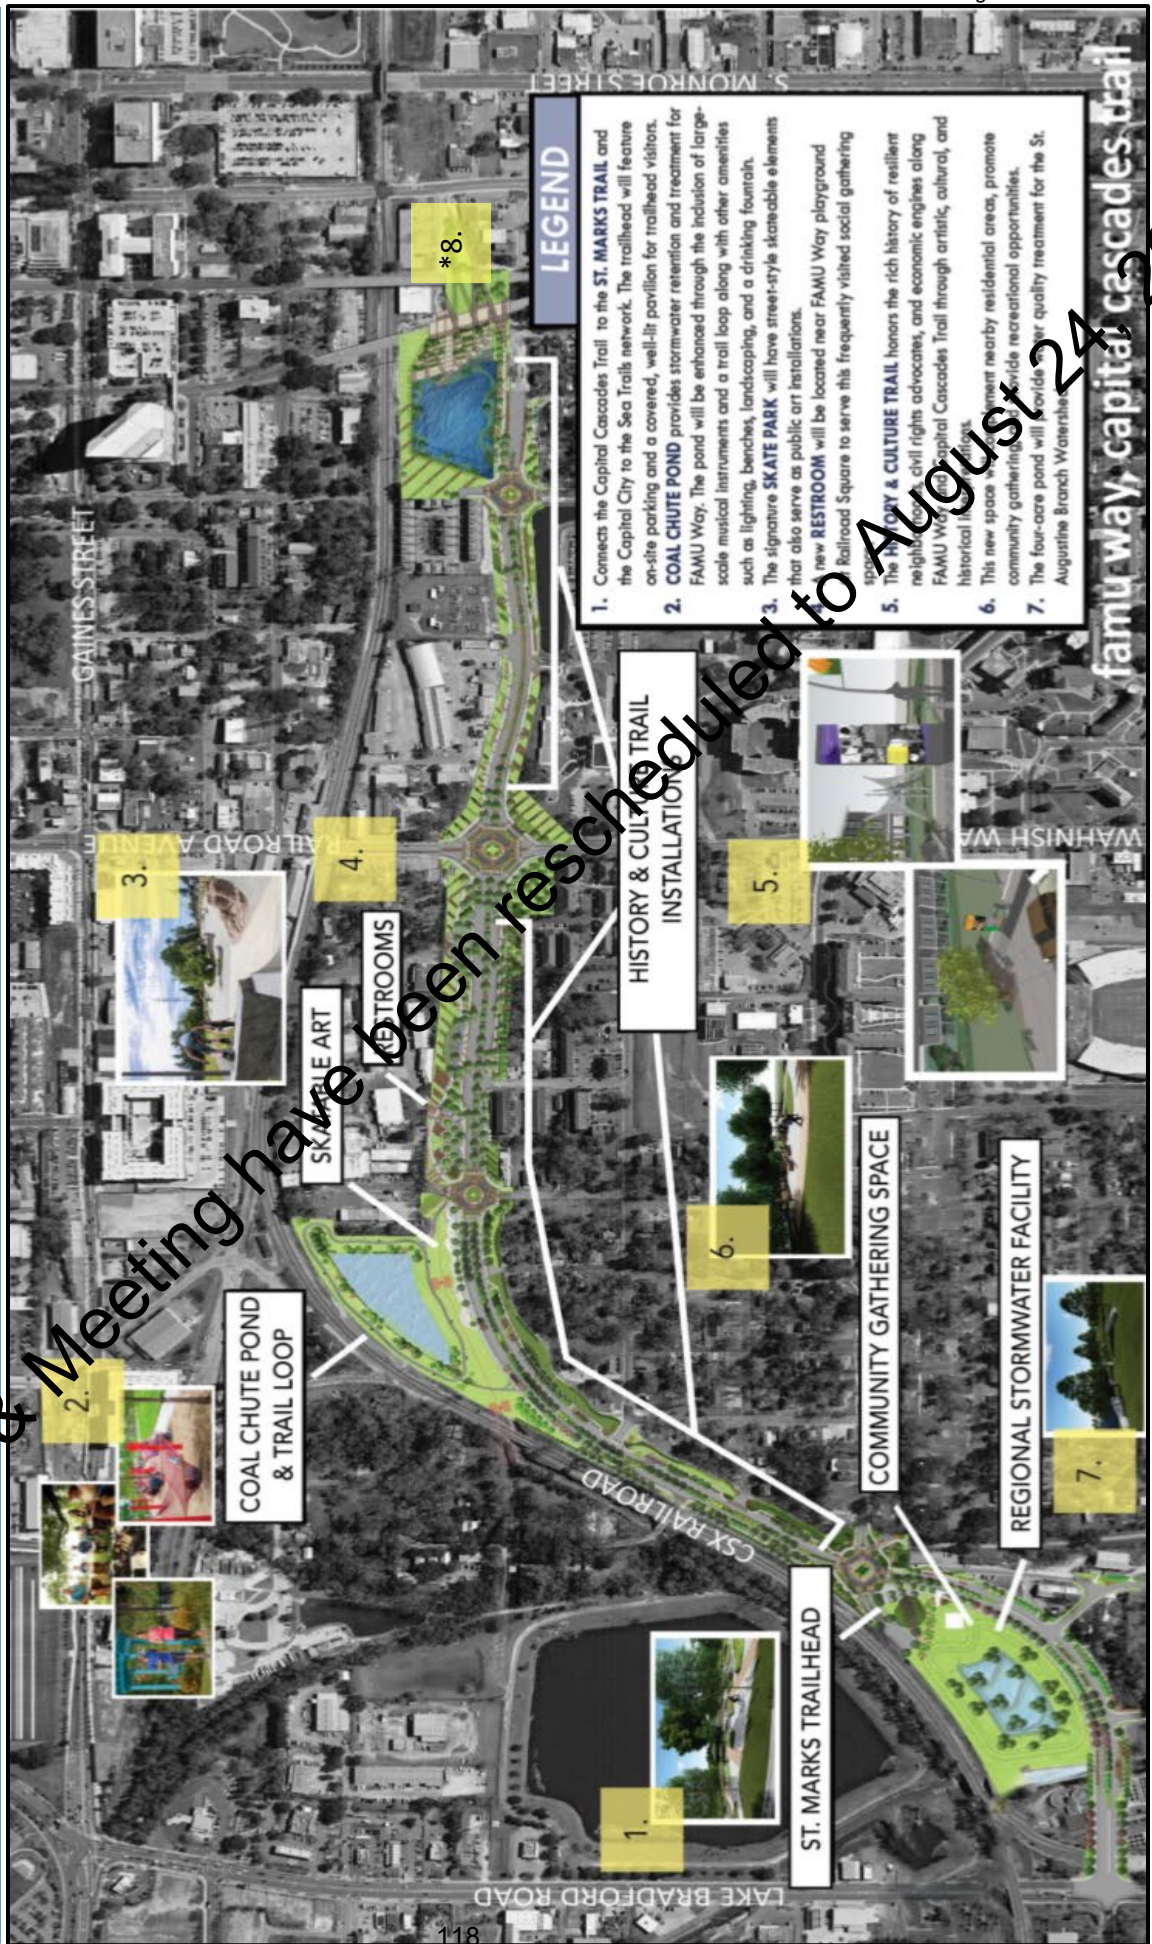 S. MONROE STREET
GAINES STREET
RAILROAD AVENUE
WAHNISH WA
CSX RAILROAD
LAKE BRADFORD ROAD
*8.
3.
4.
5.
2.
6.
7.
1.
LEGEND
1. Connects the Capital Cascades Trail to the ST. MARKS TRAIL and
the Capital City to the Sea Trails network. The trailhead will feature
on-site parking and a covered, well-lit pavilion for trailhead visitors.
2. COAL CHUTE POND provides stormwater retention and treatment for
FAMU Way. The pond will be enhanced through the inclusion of large-
scale musical instruments and a trail loop along with other amenities
such as lighting, benches, landscaping, and a drinking fountain.
3. The signature SKATE PARK will have street-style skateable elements
that also serve as public art installations.
new RESTROOM will be located near FAMU Way playground
Railroad Square to serve this frequently visited social gathering
5. The HISTORY & CULTURE TRAIL honors the rich history of resilient
civil rights advocates, and economic engines along
FAMU Way Capital Cascades Trail through artistic, cultural, and
historical
6. This new space nearby residential areas, promote
community gathering recreational opportunities.
7. The four-acre pond will quality treatment for the St.
Augustine Branch Watershed
HISTORY & CULTURE TRAIL
INSTALLATIONS
RESTROOMS
SKATABLE ART
COAL CHUTE POND
& TRAIL LOOP
COMMUNITY GATHERING SPACE
REGIONAL STORMWATER FACILITY
ST. MARKS TRAILHEAD
famu way, capital cascades trail
& Meeting have been rescheduled to August 24, 2
118